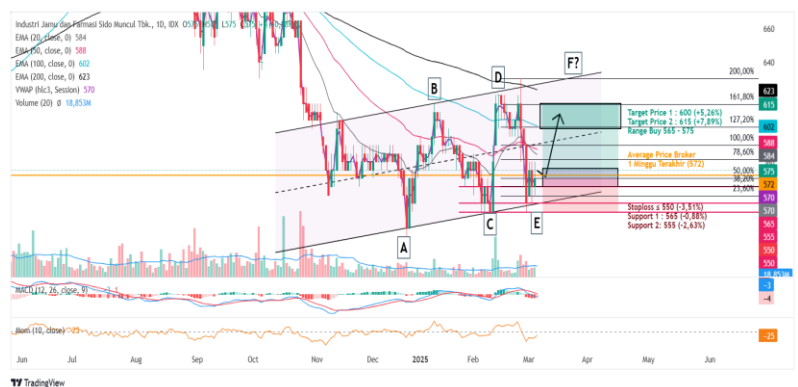 Industri Jamu dan Farmasi Sido Muncul Tbk., 1D, IDX
EMA (20, close, 0) 584
EMA (50, close, 0) 588
EMA (100, close, 0) 602
EMA (200, close, 0) 623
VWAP (hlc3, Session) 570
Volume (20) 18,853M
660
640
F?
200,00%
B
D
161,80%
623
615
Target Price 1 : 600 (+5,26%)
Target Price 2 : 615 (+7,89%)
127,20%
602
Range Buy 565 - 575
100,00%
588
78,60%
584
Average Price Broker
1 Minggu Terakhir (572)
50,00%
575
38,20%
572
23,60%
570
570
Stoploss ≤ 550 (-3,51%)
Support 1 : 565 (-0,88%)
Support 2: 555 (-2,63%)
565
555
550
550
A
C
E
18,853M
MACD (12, 26, close, 9)
-3
-4
Mom (10, close) -25
-25
Jun
Jul
Aug
Sep
Oct
Nov
Dec
2025
Feb
Mar
Apr
May
Jun
TradingView